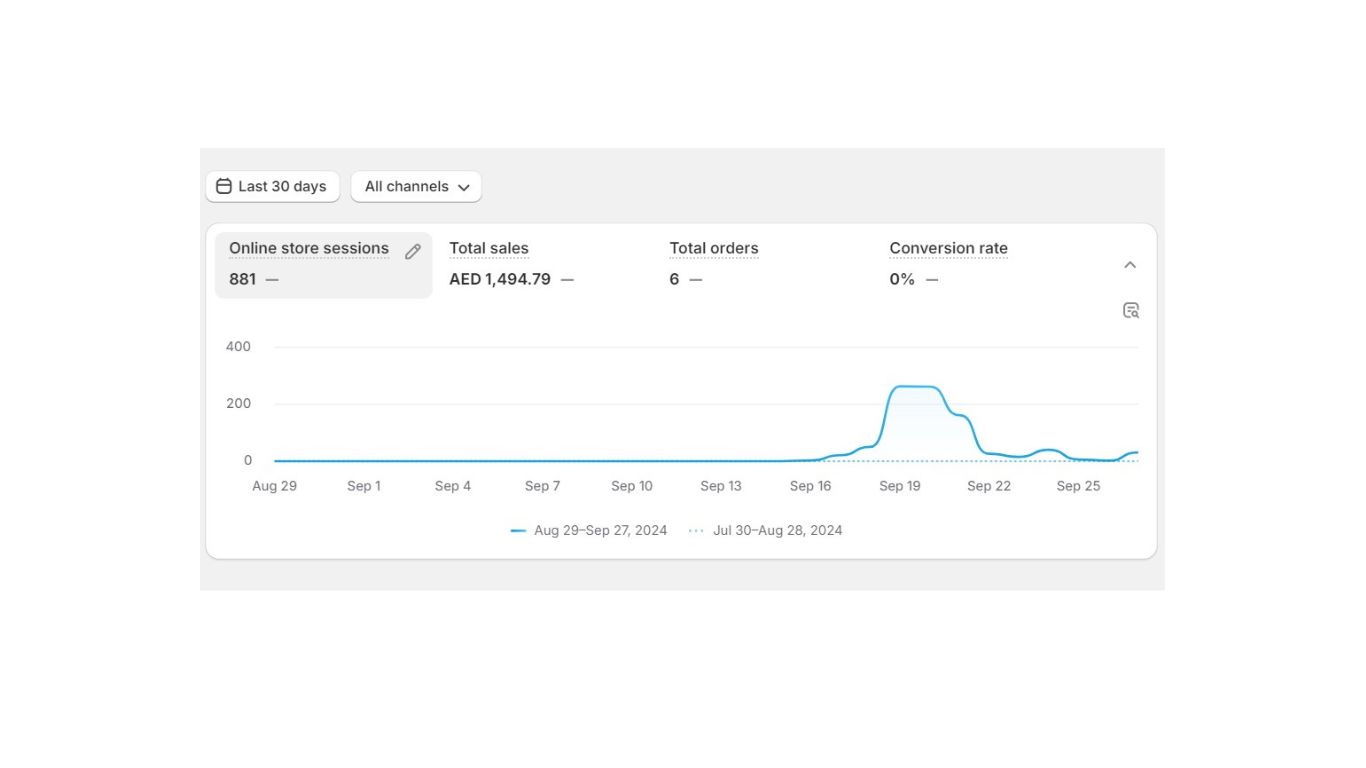 Last 30 days All channels
Online store sessions Total sales Total orders Conversion rate
881 — AED 1,494.79 — 6 — 0% —
400
200
0
Aug 29 Sep 1 Sep 4 Sep 7 Sep 10 Sep 13 Sep 16 Sep 19 Sep 22 Sep 25
Aug 29–Sep 27, 2024 Jul 30–Aug 28, 2024